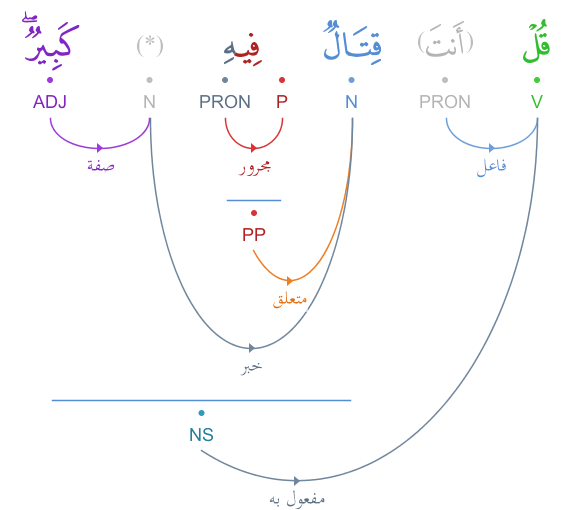 قُلْ (أَنتَ) قِتَالٌ فِيهِ (*) كَبِيرٌ ۖ
V PRON N P PRON N ADJ
فاعل مجرور صفة
PP
متعلق
خبر
NS
مفعول به